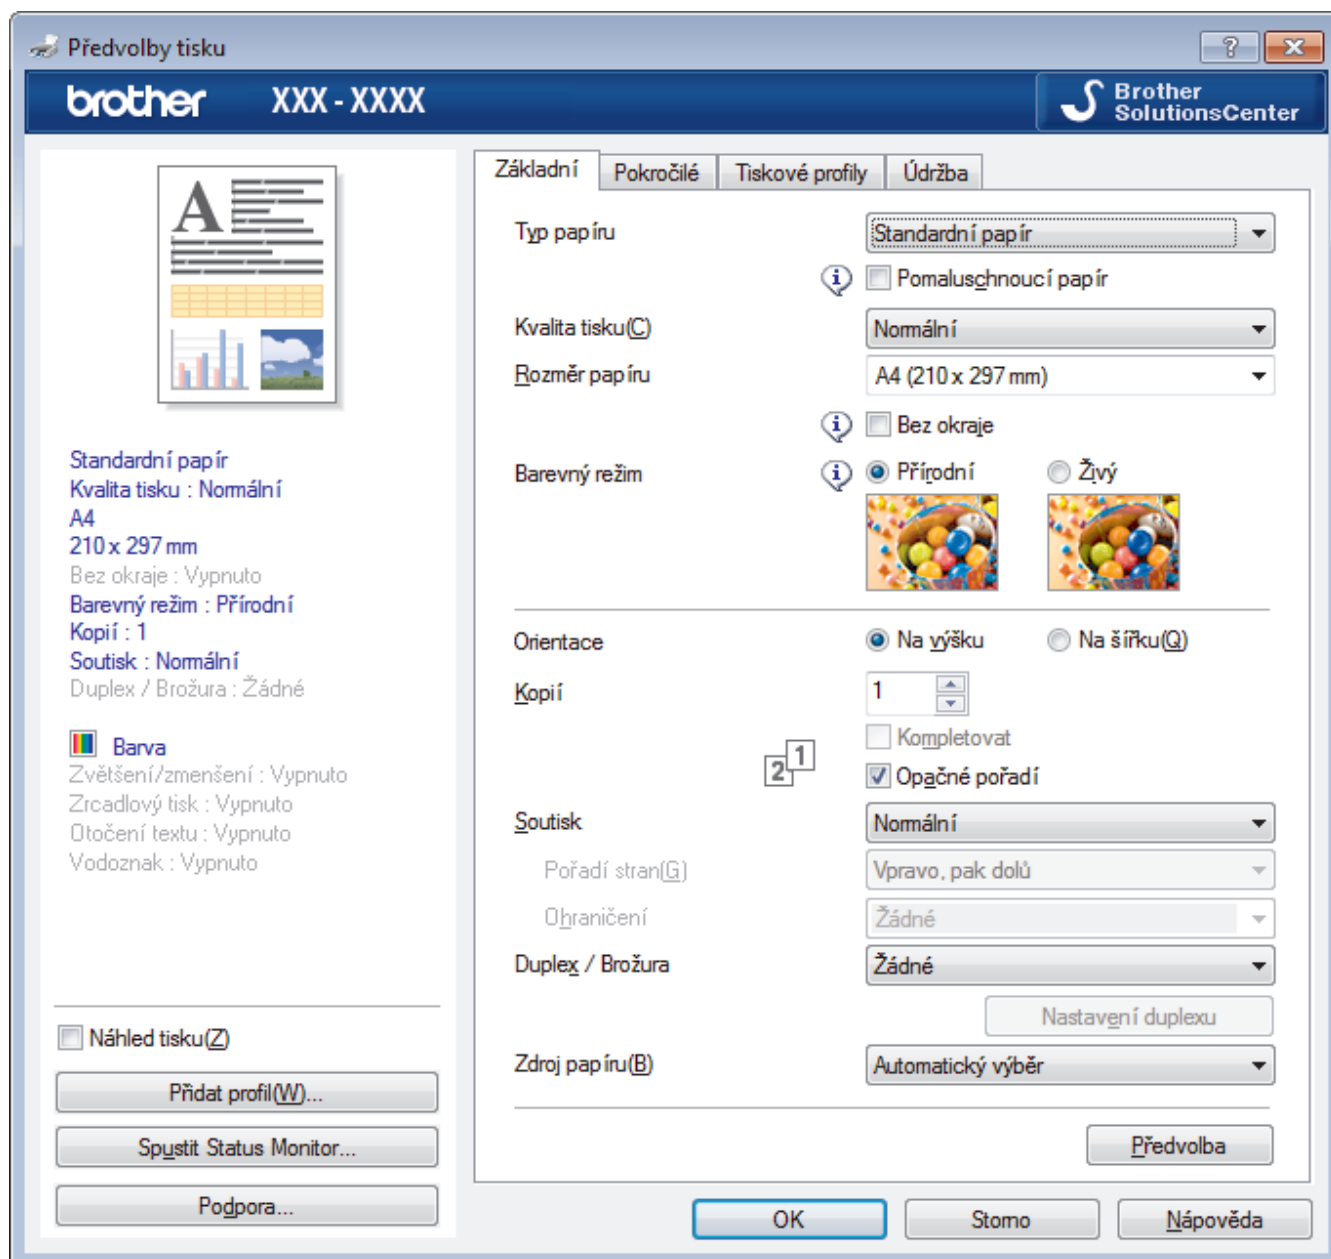 Předvolby tisku
brother XXX - XXXX
Brother
SolutionsCenter
A
Standardní papír
Kvalita tisku : Normální
A4
210 x 297 mm
Bez okraje : Vypnuto
Barevný režim : Přírodní
Kopií : 1
Soutisk : Normální
Duplex / Brožura : Žádné
Barva
Zvětšení/zmenšení : Vypnuto
Zrcadlový tisk : Vypnuto
Otočení textu : Vypnuto
Vodoznak : Vypnuto
Náhled tisku(Z)
Přidat profil(W)...
Spustit Status Monitor...
Podpora...
Základní Pokročilé Tiskové profily Údržba
Typ papíru Standardní papír
Pomaluschnoucí papír
Kvalita tisku(C) Normální
Rozměr papíru A4 (210 x 297 mm)
Bez okraje
Barevný režim Přírodní Živý
Orientace Na výšku Na šířku(Q)
Kopií 1
Kompletovat
2 1
Opačné pořadí
Soutisk Normální
Pořadí stran(G) Vpravo, pak dolů
Ohraničení Žádné
Duplex / Brožura Žádné
Nastavení duplexu
Zdroj papíru(B) Automatický výběr
Předvolba
OK Storno Nápověda